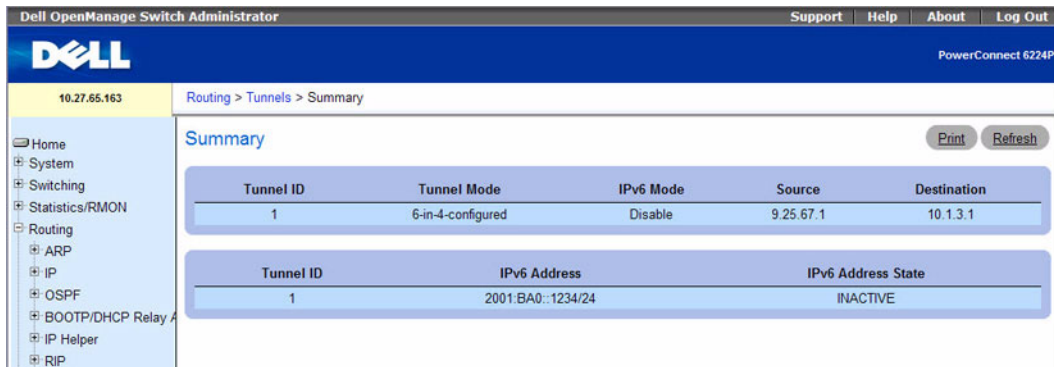 Dell OpenManage Switch Administrator Support Help About Log Out
DELL
PowerConnect 6224P
10.27.65.163
Routing > Tunnels > Summary
Home
System
Switching
Statistics/RMON
Routing
ARP
IP
OSPF
BOOTP/DHCP Relay A
IP Helper
RIP
Summary
Print Refresh
Tunnel ID Tunnel Mode IPv6 Mode Source Destination
1 6-in-4-configured Disable 9.25.67.1 10.1.3.1
Tunnel ID IPv6 Address IPv6 Address State
1 2001:BA0::1234/24 INACTIVE